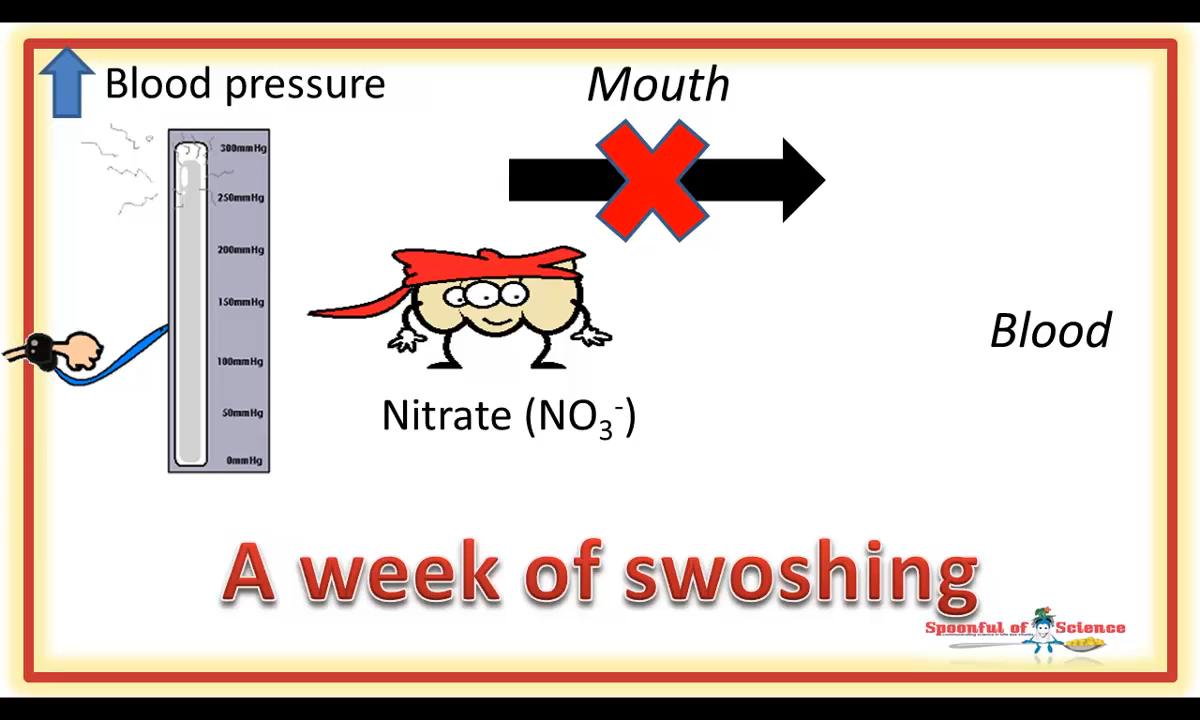 Blood pressure
Mouth
300mmHg
250mmHg
200mmHg
150mmHg
100mmHg
50mmHg
0mmHg
Blood
Nitrate (NO₃⁻)
A week of swoshing
Spoonful of Science